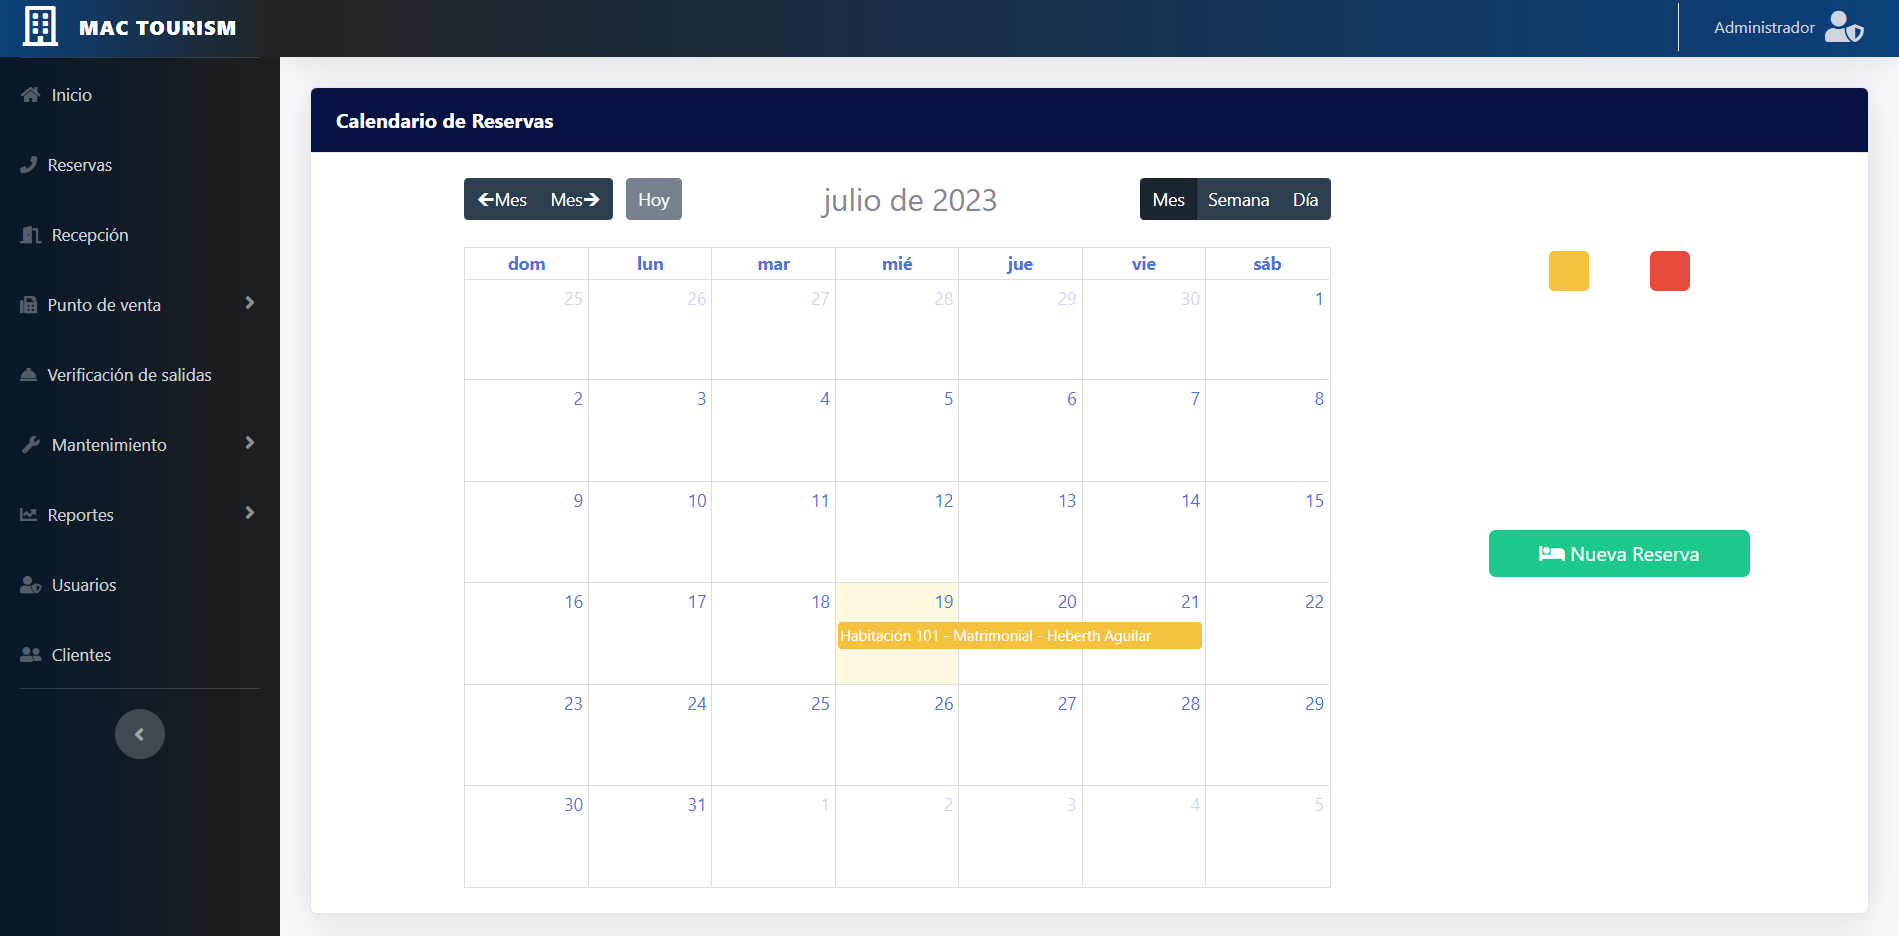 MAC TOURISM
Administrador
Inicio
Reservas
Recepción
Punto de venta
Verificación de salidas
Mantenimiento
Reportes
Usuarios
Clientes
Calendario de Reservas
Mes Mes Hoy
julio de 2023
Mes Semana Día
dom lun mar mié jue vie sáb
25 26 27 28 29 30 1
2 3 4 5 6 7 8
9 10 11 12 13 14 15
16 17 18 19 20 21 22
Habitación 101 - Matrimonial - Heberth Aguilar
23 24 25 26 27 28 29
30 31 1 2 3 4 5
Nueva Reserva